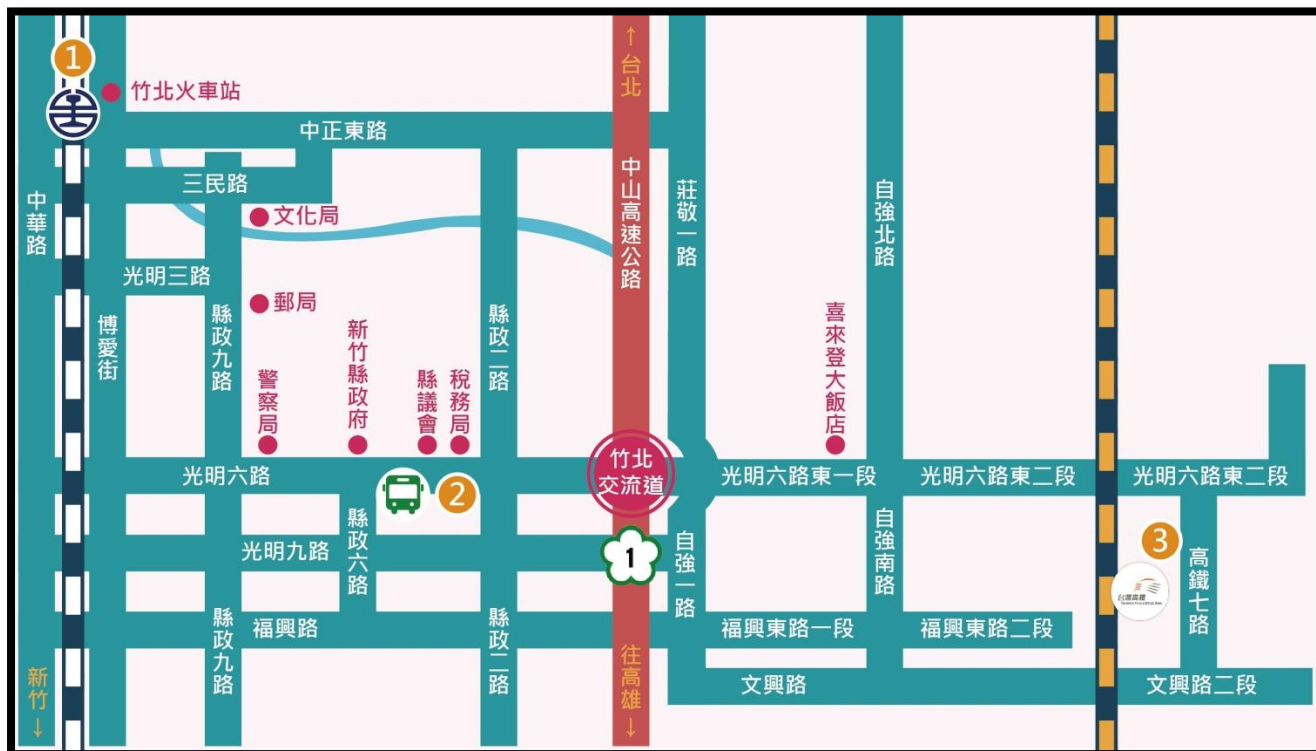 1
竹北火車站
↑台北
中正東路
三民路
中華路
文化局
中山高速公路
莊敬一路
自強北路
光明三路
郵局
博愛街
縣政九路
新竹縣政府
縣政二路
喜來登大飯店
警察局
縣議會
稅務局
竹北
交流道
光明六路
光明六路東一段
光明六路東二段
光明六路東二段
2
縣政六路
光明九路
1
自強一路
自強南路
3
台灣高鐵
高鐵七路
縣政九路
福興路
縣政二路
福興東路一段
福興東路二段
新竹↓
往高雄↓
文興路
文興路二段